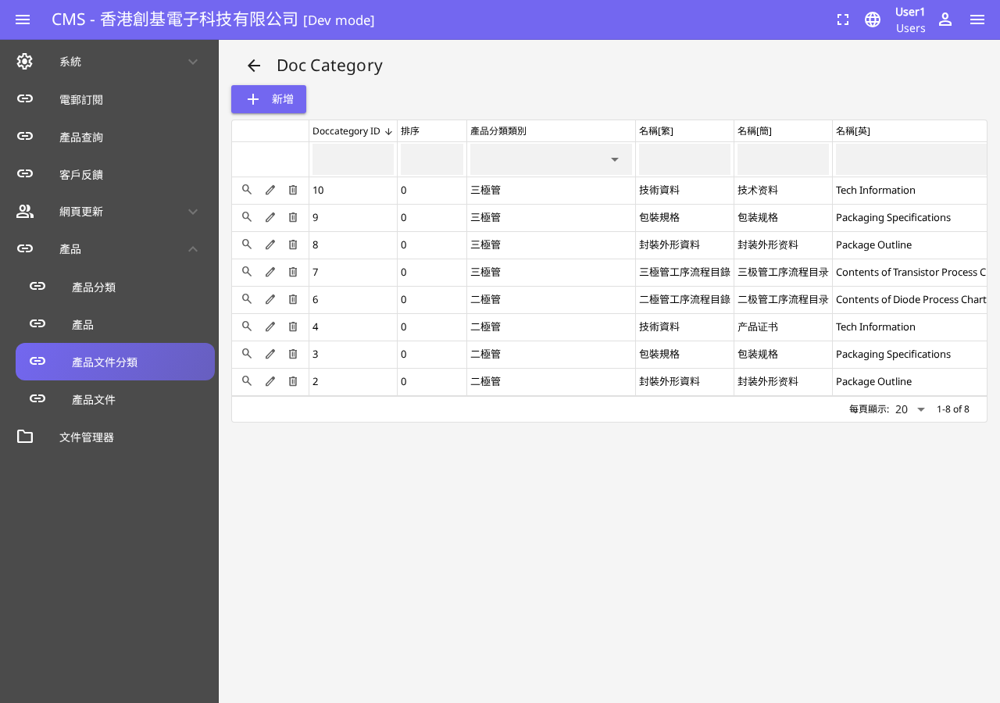 CMS - 香港創基電子科技有限公司 [Dev mode]
User1
Users
系統
電郵訂閱
產品查詢
客戶反饋
網頁更新
產品
產品分類
產品
產品文件分類
產品文件
文件管理器
Doc Category
新增
Doccategory ID 排序 產品分類類別 名稱[繁] 名稱[簡] 名稱[英]
10 0 三極管 技術資料 技术资料 Tech Information
9 0 三極管 包裝規格 包装规格 Packaging Specifications
8 0 三極管 封裝外形資料 封装外形资料 Package Outline
7 0 三極管 三極管工序流程目錄 三极管工序流程目录 Contents of Transistor Process C
6 0 二極管 二極管工序流程目錄 二极管工序流程目录 Contents of Diode Process Chart
4 0 二極管 技術資料 产品证书 Tech Information
3 0 二極管 包裝規格 包装规格 Packaging Specifications
2 0 二極管 封裝外形資料 封装外形资料 Package Outline
每頁顯示: 20 1-8 of 8